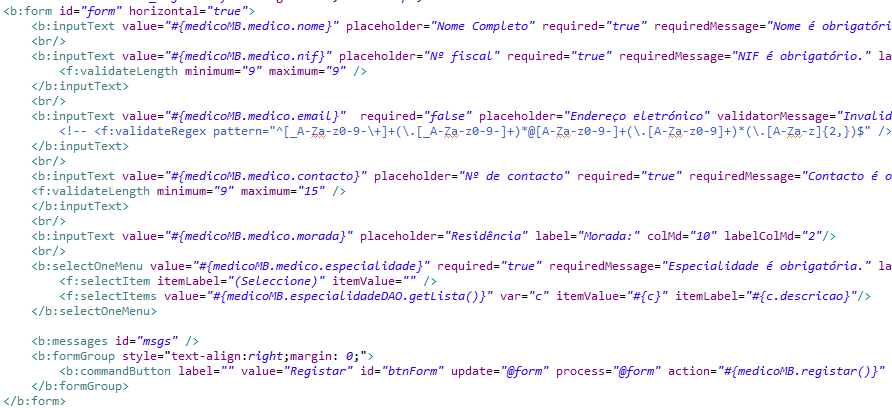 <b:form id="form" horizontal="true">
<b:inputText value="#{medicoMB.medico.nome}" placeholder="Nome Completo" required="true" requiredMessage="Nome é obrigatóri
<br/>
<b:inputText value="#{medicoMB.medico.nif}" placeholder="Nº fiscal" required="true" requiredMessage="NIF é obrigatório." la
<f:validateLength minimum="9" maximum="9" />
</b:inputText>
<br/>
<b:inputText value="#{medicoMB.medico.email}"  required="false" placeholder="Endereço eletrónico" validatorMessage="Invalid
<!-- <f:validateRegex pattern="^[_A-Za-z0-9-\+]+(\.[_A-Za-z0-9-]+)*@[A-Za-z0-9-]+(\.[A-Za-z0-9]+)*(\.[A-Za-z]{2,})$" />
</b:inputText>
<br/>
<b:inputText value="#{medicoMB.medico.contacto}" placeholder="Nº de contacto" required="true" requiredMessage="Contacto é o
<f:validateLength minimum="9" maximum="15" />
</b:inputText>
<br/>
<b:inputText value="#{medicoMB.medico.morada}" placeholder="Residência" label="Morada:" colMd="10" labelColMd="2"/>
<br/>
<b:selectOneMenu value="#{medicoMB.medico.especialidade}" required="true" requiredMessage="Especialidade é obrigatória." la
<f:selectItem itemLabel="(Seleccione)" itemValue="" />
<f:selectItems value="#{medicoMB.especialidadeDAO.getLista()}" var="c" itemValue="#{c}" itemLabel="#{c.descricao}"/>
</b:selectOneMenu>
<b:messages id="msgs" />
<b:formGroup style="text-align:right;margin: 0;">
<b:commandButton label="" value="Registar" id="btnForm" update="@form" process="@form" action="#{medicoMB.registar()}"
</b:formGroup>
</b:form>